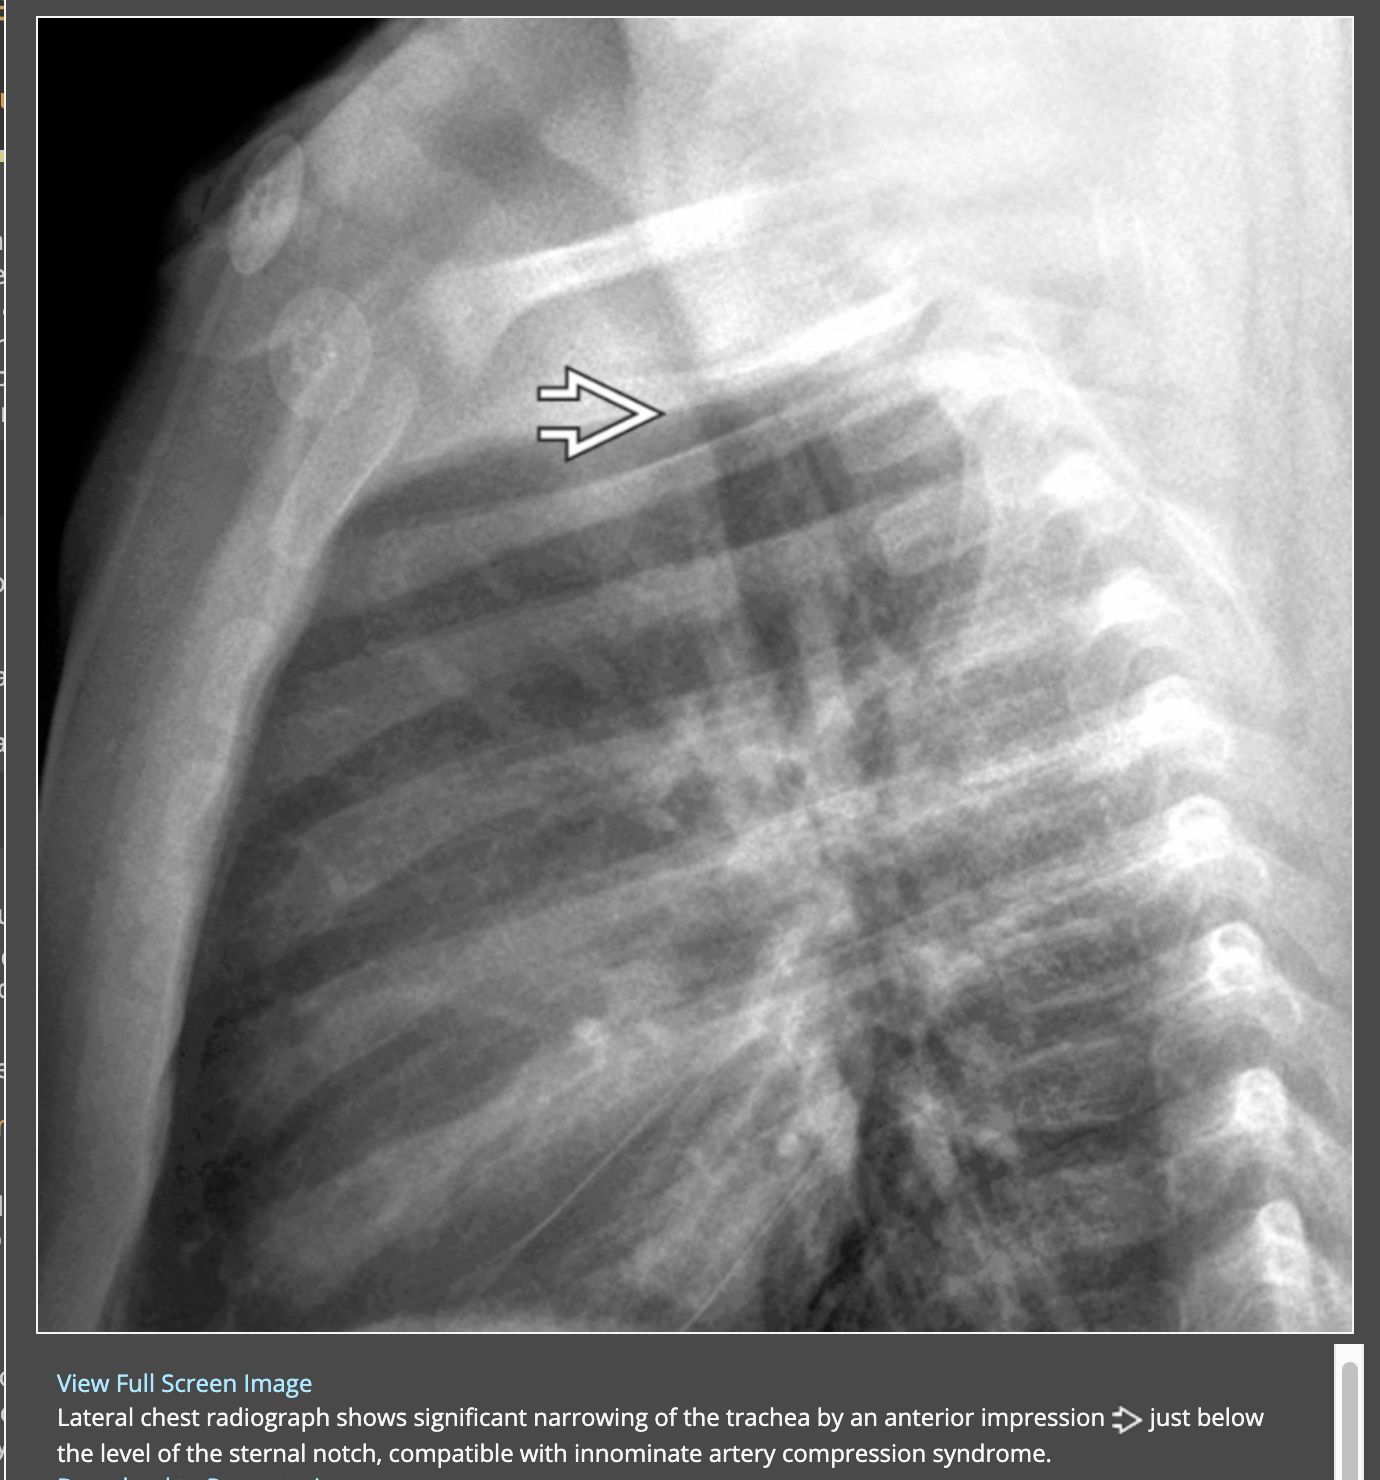 View Full Screen Image
Lateral chest radiograph shows significant narrowing of the trachea by an anterior impression just below
the level of the sternal notch, compatible with innominate artery compression syndrome.